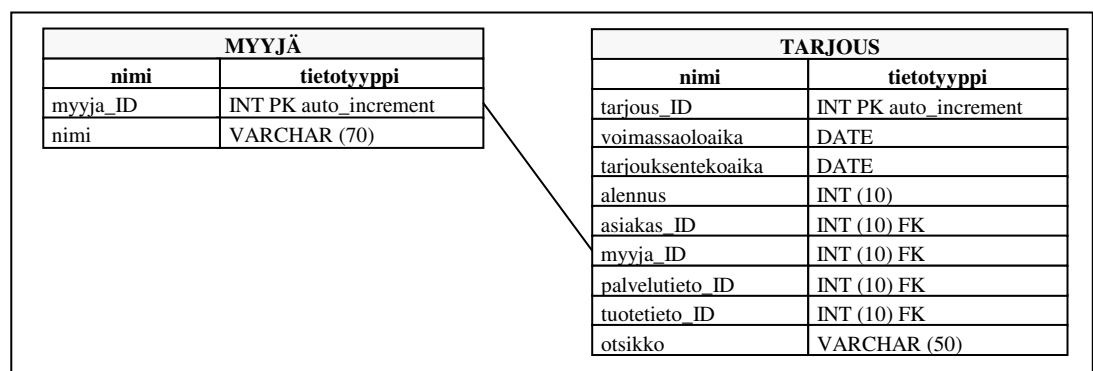 MYYJÄ
nimi tietotyyppi
myyja_ID INT PK auto_increment
nimi VARCHAR (70)
TARJOUS
nimi tietotyyppi
tarjous_ID INT PK auto_increment
voimassaoloaika DATE
tarjouksentekoaika DATE
alennus INT (10)
asiakas_ID INT (10) FK
myyja_ID INT (10) FK
palvelutieto_ID INT (10) FK
tuotetieto_ID INT (10) FK
otsikko VARCHAR (50)